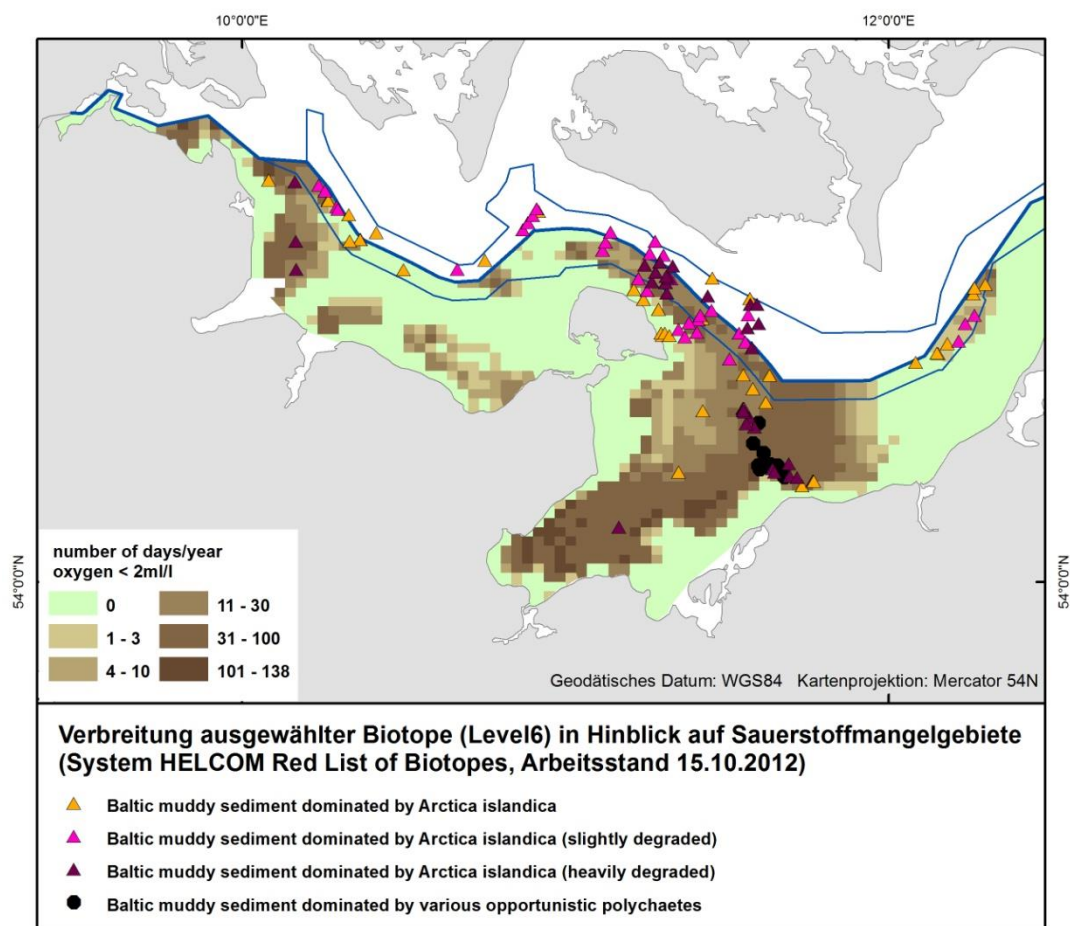 10°0'0"E
12°0'0"E
54°0'0"N
54°0'0"N
number of days/year
oxygen < 2ml/l
0
11 - 30
1 - 3
31 - 100
4 - 10
101 - 138
Geodätisches Datum: WGS84 Kartenprojektion: Mercator 54N
Verbreitung ausgewählter Biotope (Level6) in Hinblick auf Sauerstoffmangelgebiete
(System HELCOM Red List of Biotopes, Arbeitsstand 15.10.2012)
Baltic muddy sediment dominated by Arctica islandica
Baltic muddy sediment dominated by Arctica islandica (slightly degraded)
Baltic muddy sediment dominated by Arctica islandica (heavily degraded)
Baltic muddy sediment dominated by various opportunistic polychaetes